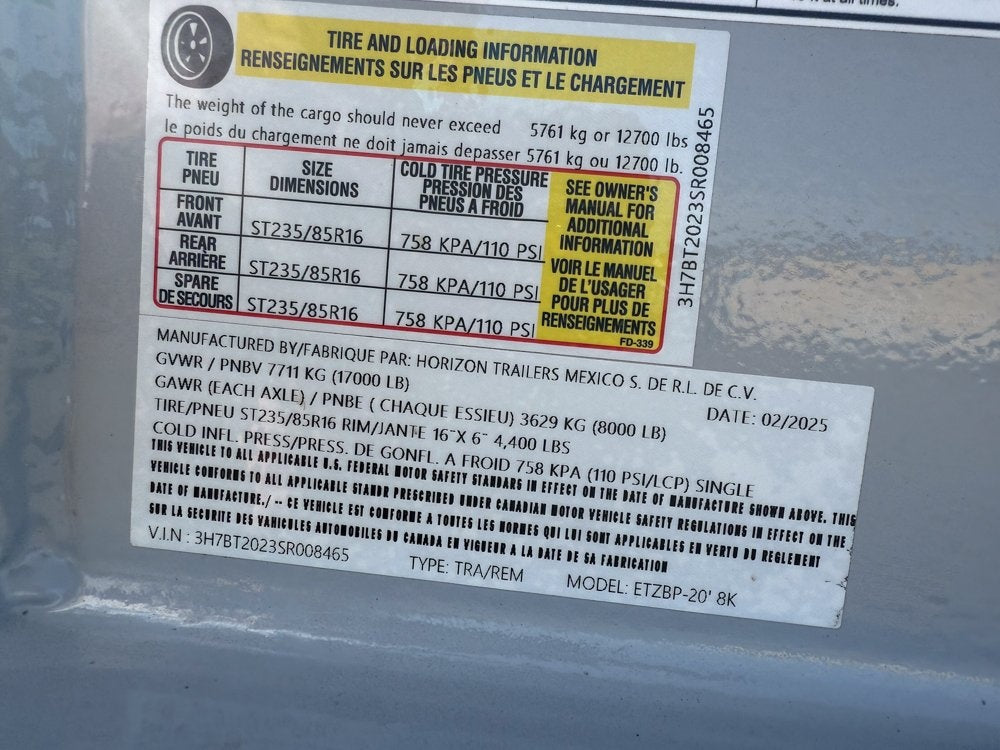 at all times.
TIRE AND LOADING INFORMATION
RENSEIGNEMENTS SUR LES PNEUS ET LE CHARGEMENT
The weight of the cargo should never exceed 5761 kg or 12700 lbs
le poids du chargement ne doit jamais depasser 5761 kg ou 12700 lb.
TIRE
PNEU
SIZE
DIMENSIONS
COLD TIRE PRESSURE
PRESSION DES
PNEUS A FROID
FRONT
AVANT
ST235/85R16
758 KPA/110 PSI
REAR
ARRIÈRE
ST235/85R16
758 KPA/110 PSI
SPARE
DE SECOURS
ST235/85R16
758 KPA/110 PSI
SEE OWNER'S
MANUAL FOR
ADDITIONAL
INFORMATION
VOIR LE MANUEL
DE L'USAGER
POUR PLUS DE
RENSEIGNEMENTS
FD-339
3H7BT2023SR008465
MANUFACTURED BY/FABRIQUE PAR: HORIZON TRAILERS MEXICO S. DE R.L. DE C.V.
GVWR / PNBV 7711 KG (17000 LB) DATE: 02/2025
GAWR (EACH AXLE) / PNBE ( CHAQUE ESSIEU) 3629 KG (8000 LB)
TIRE/PNEU ST235/85R16 RIM/JANTE 16¨X 6¨ 4,400 LBS
COLD INFL. PRESS/PRESS. DE GONFL. A FROID 758 KPA (110 PSI/LCP) SINGLE
THIS VEHICLE TO ALL APPLICABLE U.S. FEDERAL MOTOR SAFETY STANDARS IN EFFECT ON THE DATE OF MANUFACTURE SHOWN ABOVE. THIS
VEHICLE CONFORMS TO ALL APPLICABLE STANDR PRESCRIBED UNDER CANADIAN MOTOR VEHICLE SAFETY REGULATIONS IN EFFECT ON THE
DATE OF MANUFACTURE./ -- CE VEHICLE EST CONFORME A TOUTES LES NORMES QUI LUI SONT APPLICABLES EN VERTU DU REGLEMENT
SUR LA SECURITE DES VAHICULES AUTOMOBILES DU CANADA EN VIGUEUR A LA DATE DE SA FABRICATION
V.I.N : 3H7BT2023SR008465 TYPE: TRA/REM MODEL: ETZBP-20' 8K